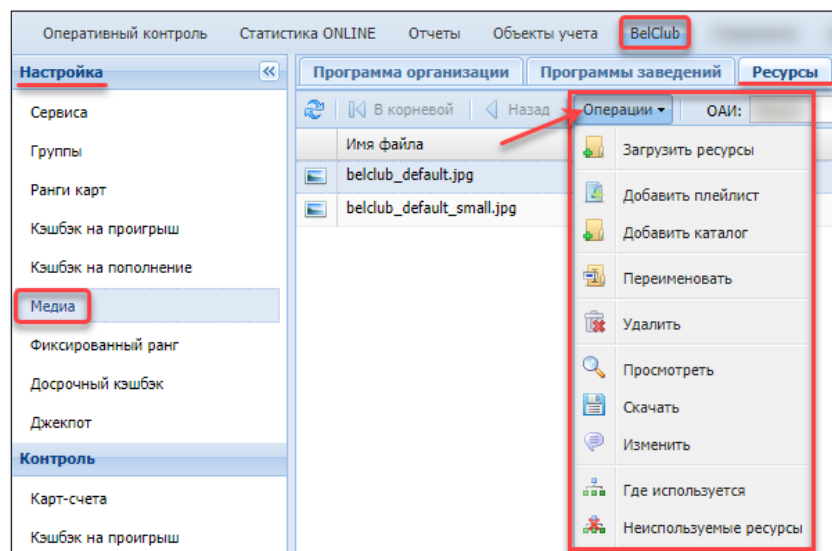 Оперативный контроль Статистика ONLINE Отчеты Объекты учета BelClub
Настройка
Сервиса
Группы
Ранги карт
Кэшбэк на проигрыш
Кэшбэк на пополнение
Медиа
Фиксированный ранг
Досрочный кэшбэк
Джекпот
Контроль
Карт-счета
Кэшбэк на проигрыш
Программа организации Программы заведений Ресурсы
В корневой Назад Операции ОАИ:
Имя файла
belclub_default.jpg
belclub_default_small.jpg
Загрузить ресурсы
Добавить плейлист
Добавить каталог
Переименовать
Удалить
Просмотреть
Скачать
Изменить
Где используется
Неиспользуемые ресурсы